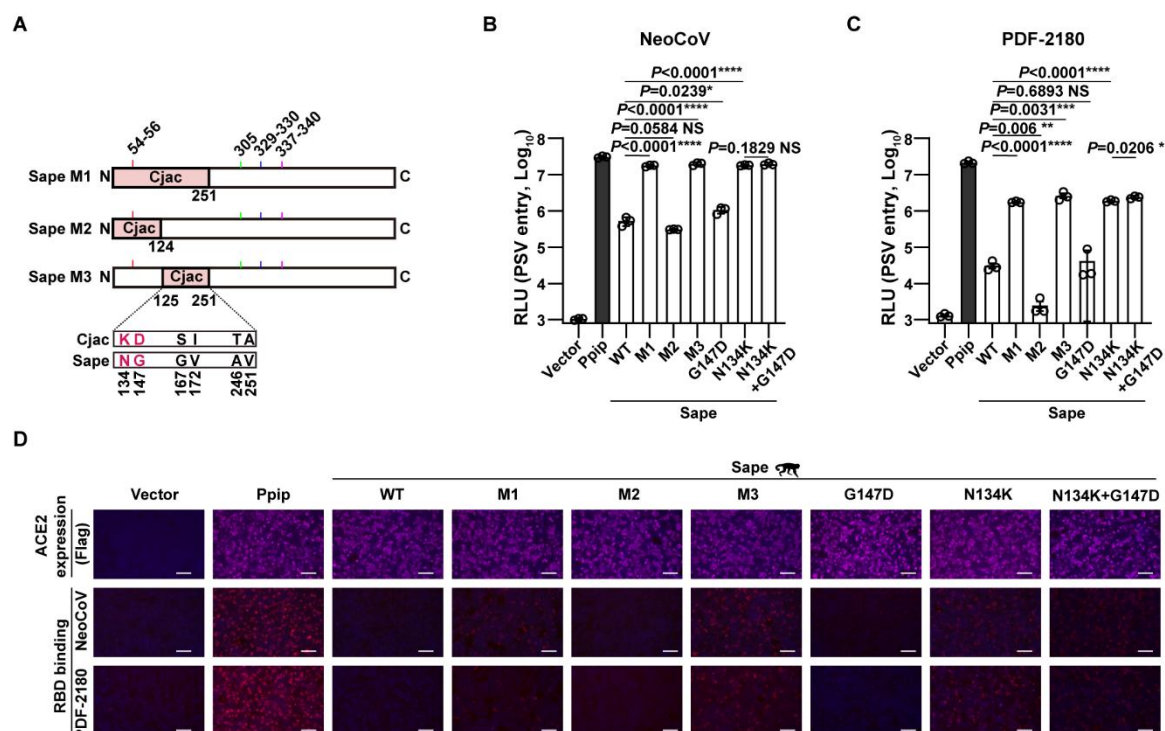 A
54-56
305
329-330
337-340
Sape M1 N Cjac C
251
Sape M2 N Cjac C
124
Sape M3 N Cjac C
125 251
Cjac K D S I T A
Sape N G G V A V
134 147 167 172 246 251
B
NeoCoV
P<0.0001****
P=0.0239*
P<0.0001****
P=0.0584 NS
P<0.0001**** P=0.1829 NS
RLU (PSV entry, Log10)
8
7
6
5
4
3
Vector Ppip WT M1 M2 M3 G147D N134K N134K
+G147D
Sape
C
PDF-2180
P<0.0001****
P=0.6893 NS
P=0.0031***
P=0.006 **
P<0.0001**** P=0.0206 *
RLU (PSV entry, Log10)
8
7
6
5
4
3
Vector Ppip WT M1 M2 M3 G147D N134K N134K
+G147D
Sape
D
Sape
Vector Ppip WT M1 M2 M3 G147D N134K N134K+G147D
ACE2
expression
(Flag)
RBD binding
NeoCoV
PDF-2180